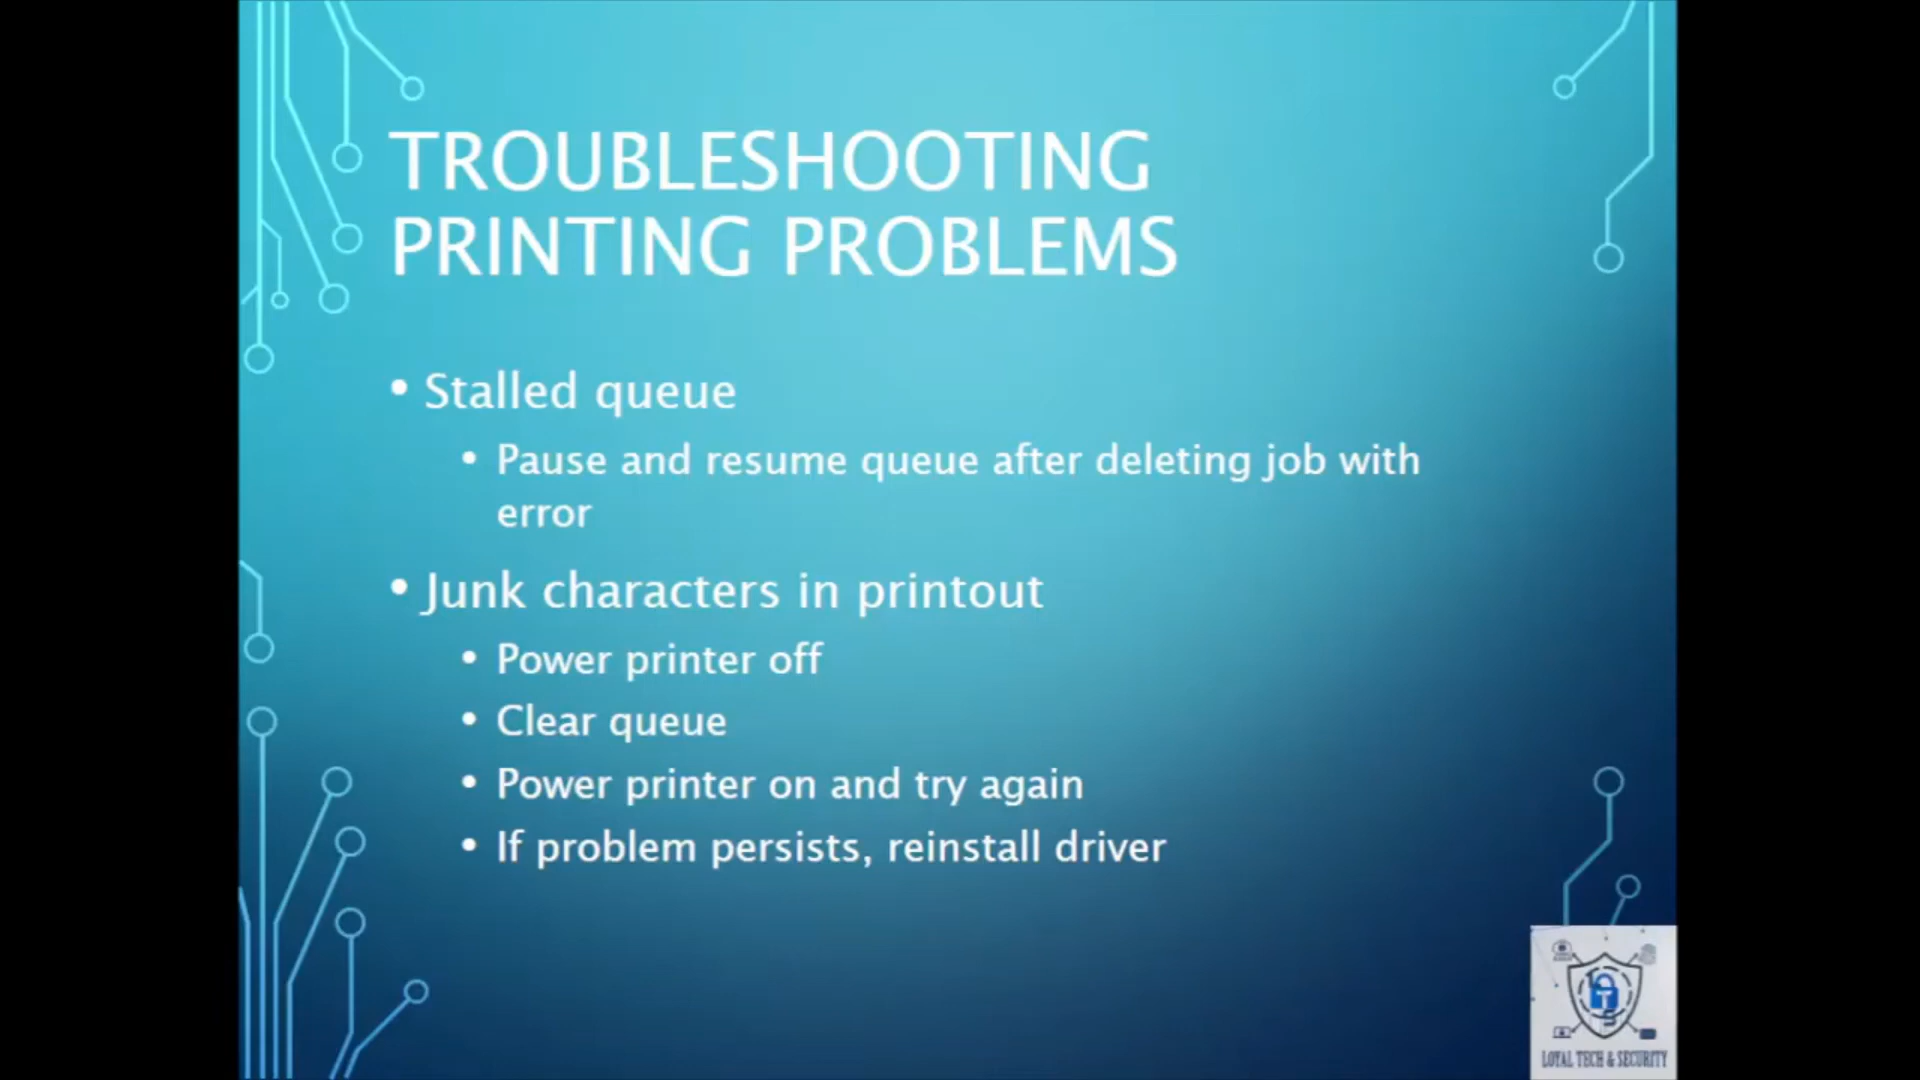 TROUBLESHOOTING
PRINTING PROBLEMS
• Stalled queue
• Pause and resume queue after deleting job with
error
• Junk characters in printout
• Power printer off
• Clear queue
• Power printer on and try again
• If problem persists, reinstall driver
LOYAL TECH & SECURITY